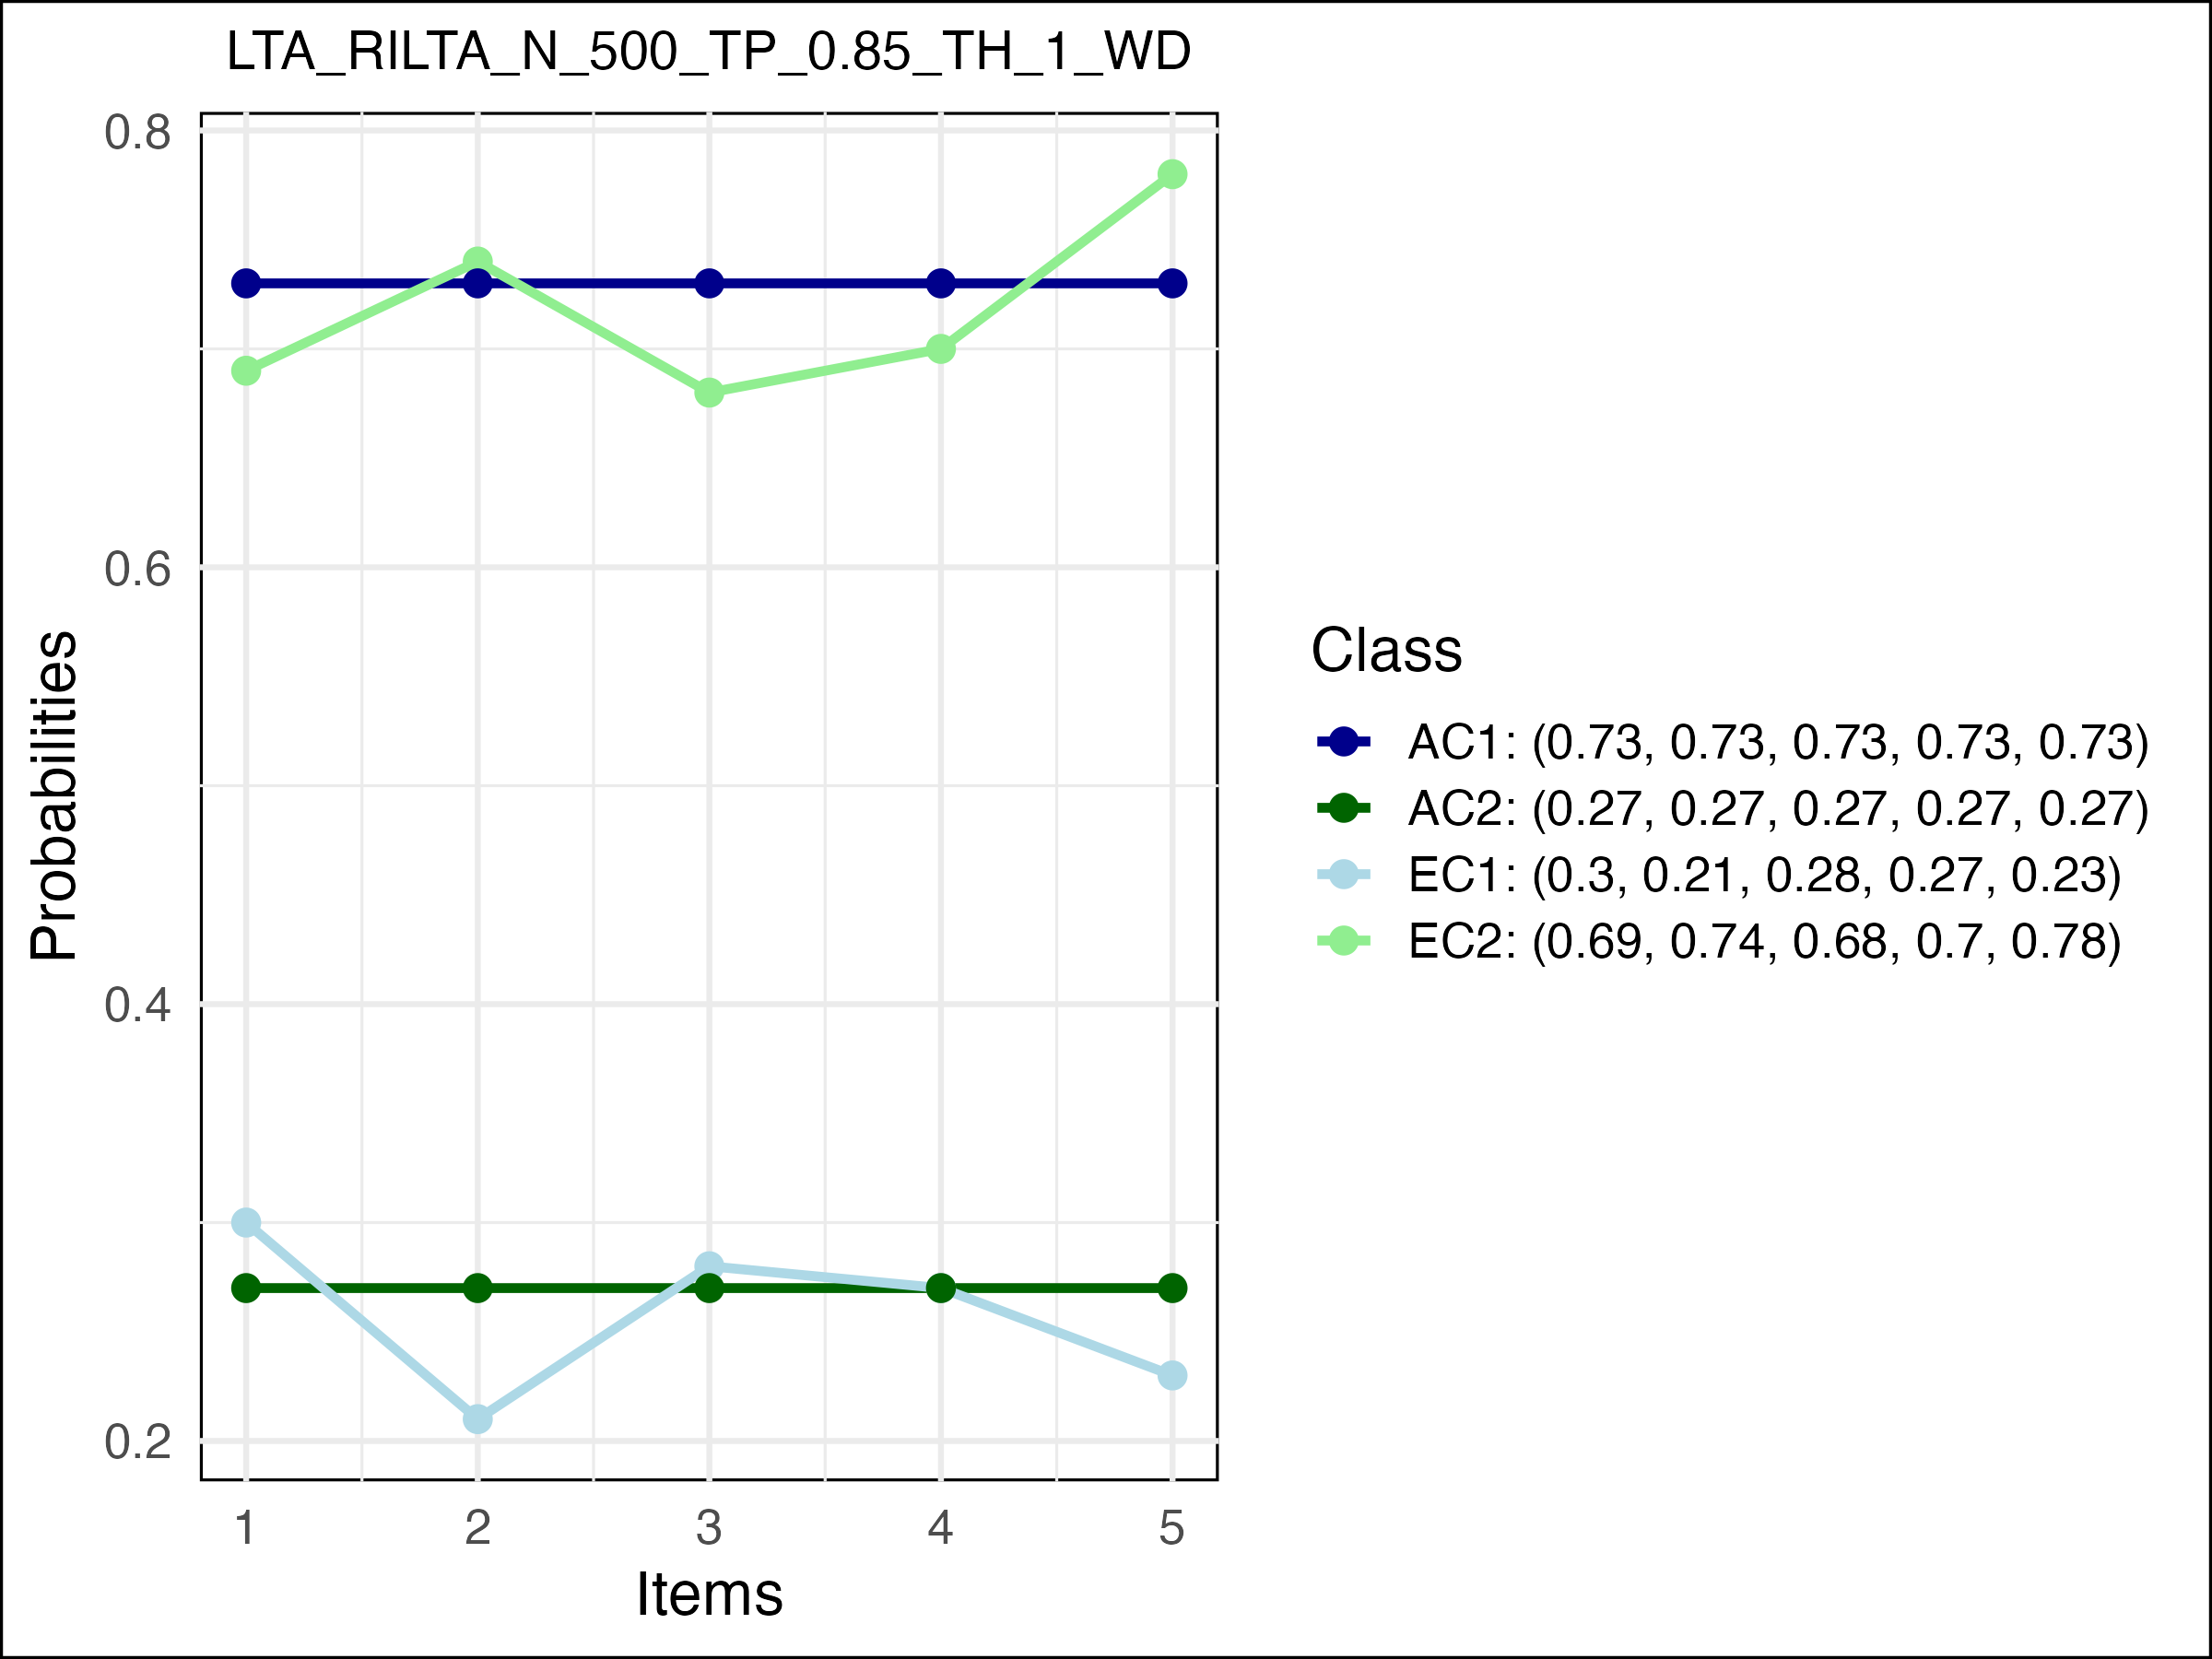 LTA_RILTA_N_500_TP_0.85_TH_1_WD
0.8
0.6
0.4
0.2
Probabilities
1 2 3 4 5
Items
Class
AC1: (0.73, 0.73, 0.73, 0.73, 0.73)
AC2: (0.27, 0.27, 0.27, 0.27, 0.27)
EC1: (0.3, 0.21, 0.28, 0.27, 0.23)
EC2: (0.69, 0.74, 0.68, 0.7, 0.78)